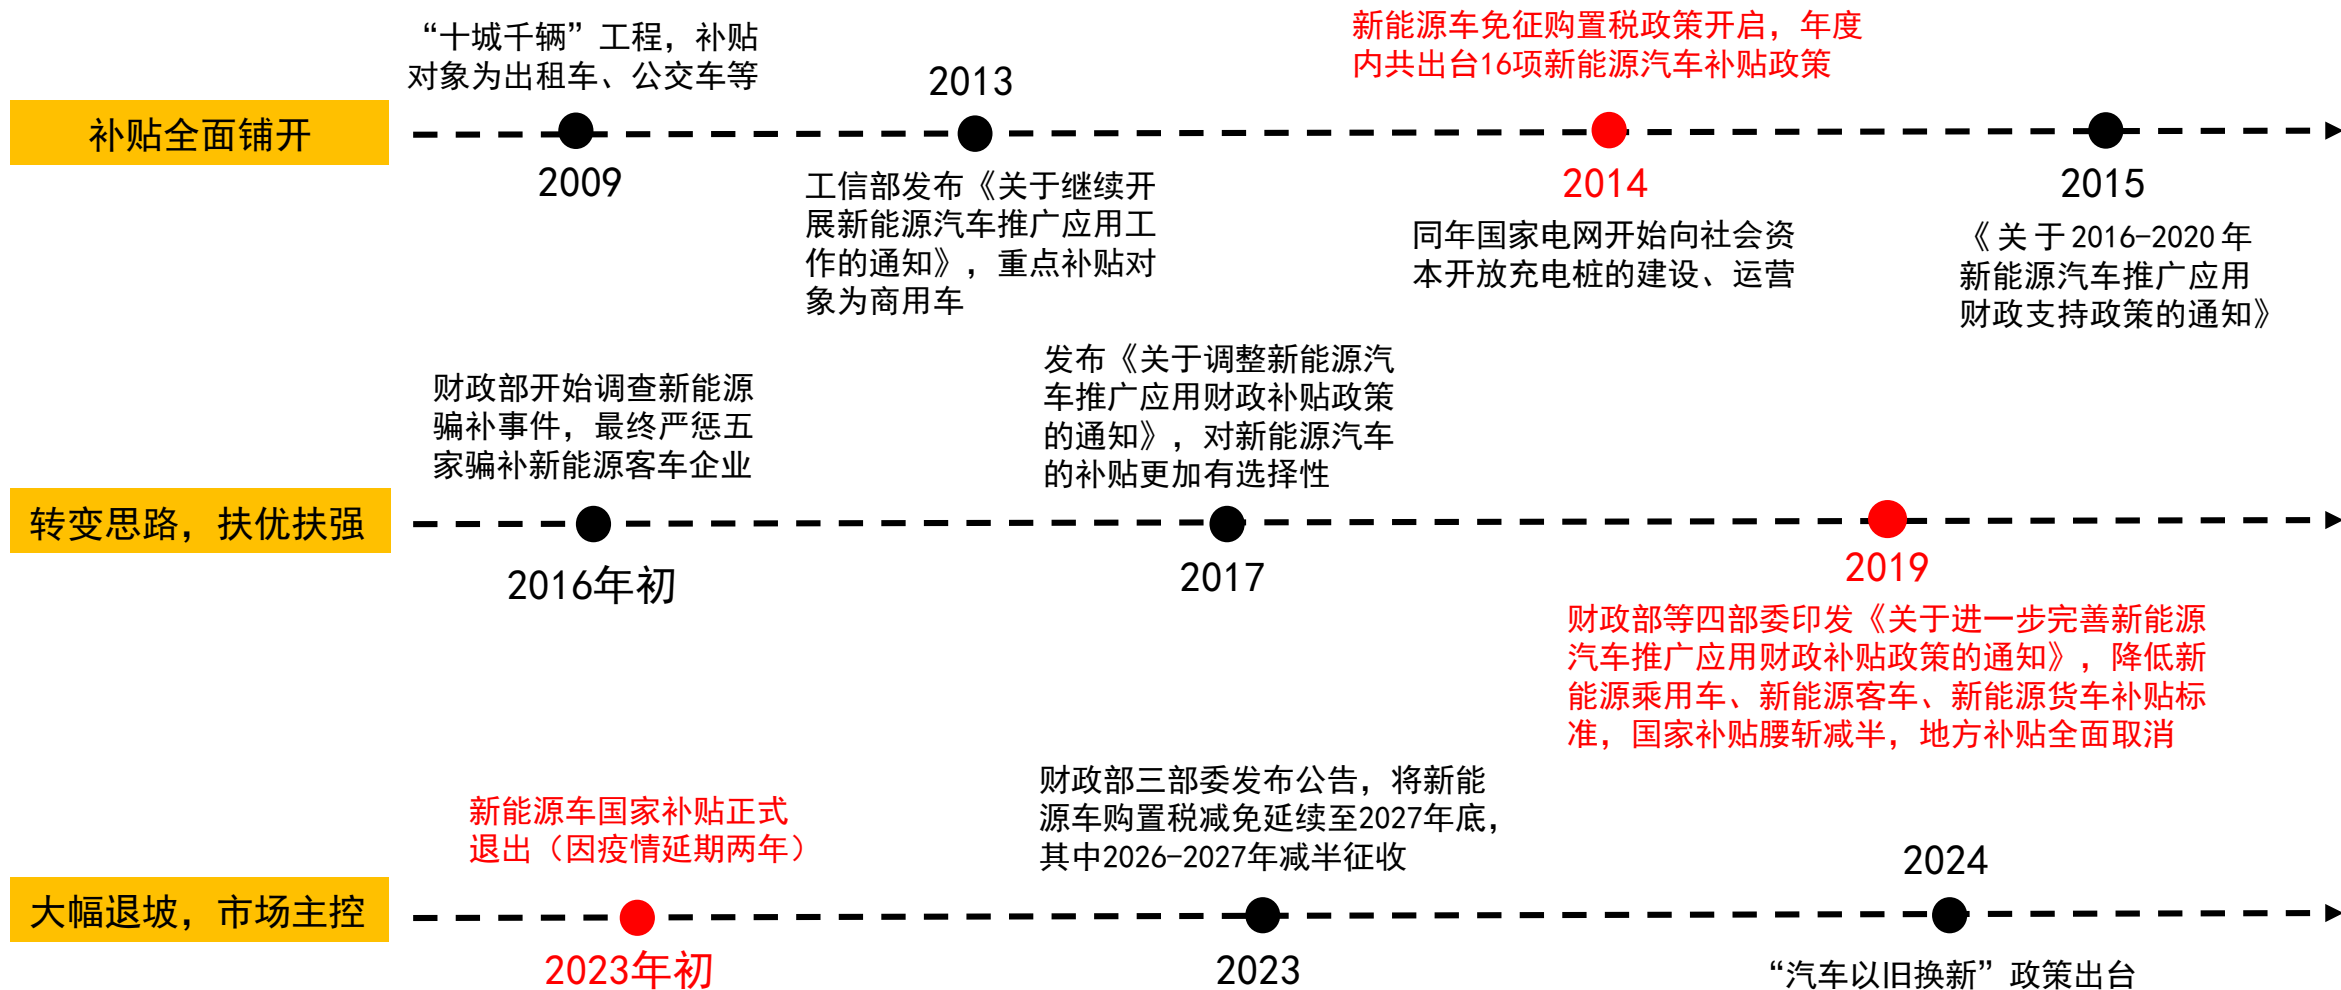 补贴全面铺开
“十城千辆”工程，补贴
对象为出租车、公交车等
2009
2013
工信部发布《关于继续开
展新能源汽车推广应用工
作的通知》，重点补贴对
象为商用车
新能源车免征购置税政策开启，年度
内共出台16项新能源汽车补贴政策
2014
同年国家电网开始向社会资
本开放充电桩的建设、运营
2015
《关于2016-2020年
新能源汽车推广应用
财政支持政策的通知》
转变思路，扶优扶强
财政部开始调查新能源
骗补事件，最终严惩五
家骗补新能源客车企业
2016年初
发布《关于调整新能源汽
车推广应用财政补贴政策
的通知》，对新能源汽车
的补贴更加有选择性
2017
2019
财政部等四部委印发《关于进一步完善新能源
汽车推广应用财政补贴政策的通知》，降低新
能源乘用车、新能源客车、新能源货车补贴标
准，国家补贴腰斩减半，地方补贴全面取消
大幅退坡，市场主控
新能源车国家补贴正式
退出（因疫情延期两年）
2023年初
财政部三部委发布公告，将新能
源车购置税减免延续至2027年底，
其中2026-2027年减半征收
2023
2024
“汽车以旧换新”政策出台